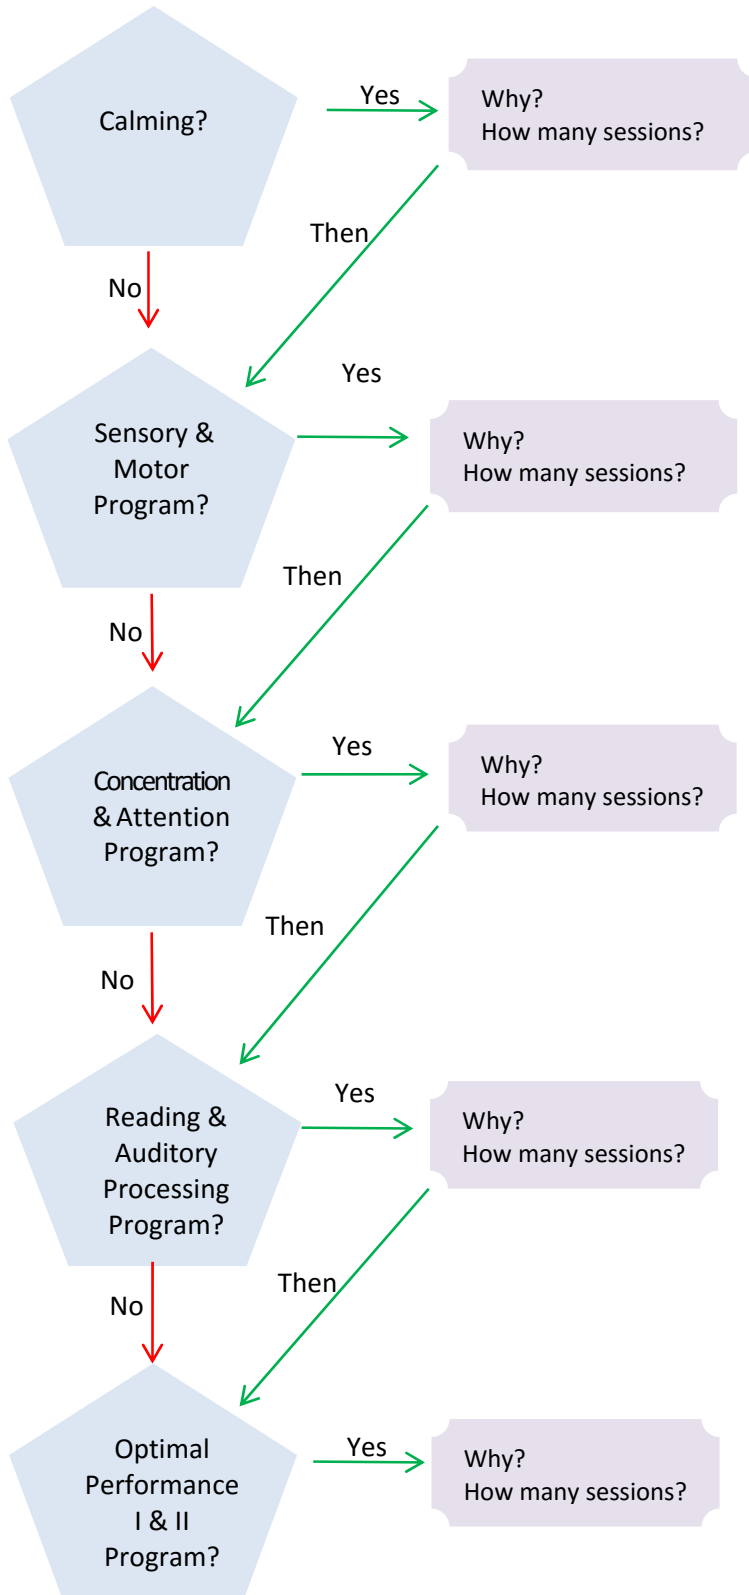 Calming?
Yes
Why?
How many sessions?
Then
No
Yes
Sensory &
Motor
Program?
Why?
How many sessions?
Then
No
Yes
Concentration
& Attention
Program?
Why?
How many sessions?
Then
No
Yes
Reading &
Auditory
Processing
Program?
Why?
How many sessions?
Then
No
Optimal
Performance
I & II
Program?
Yes
Why?
How many sessions?